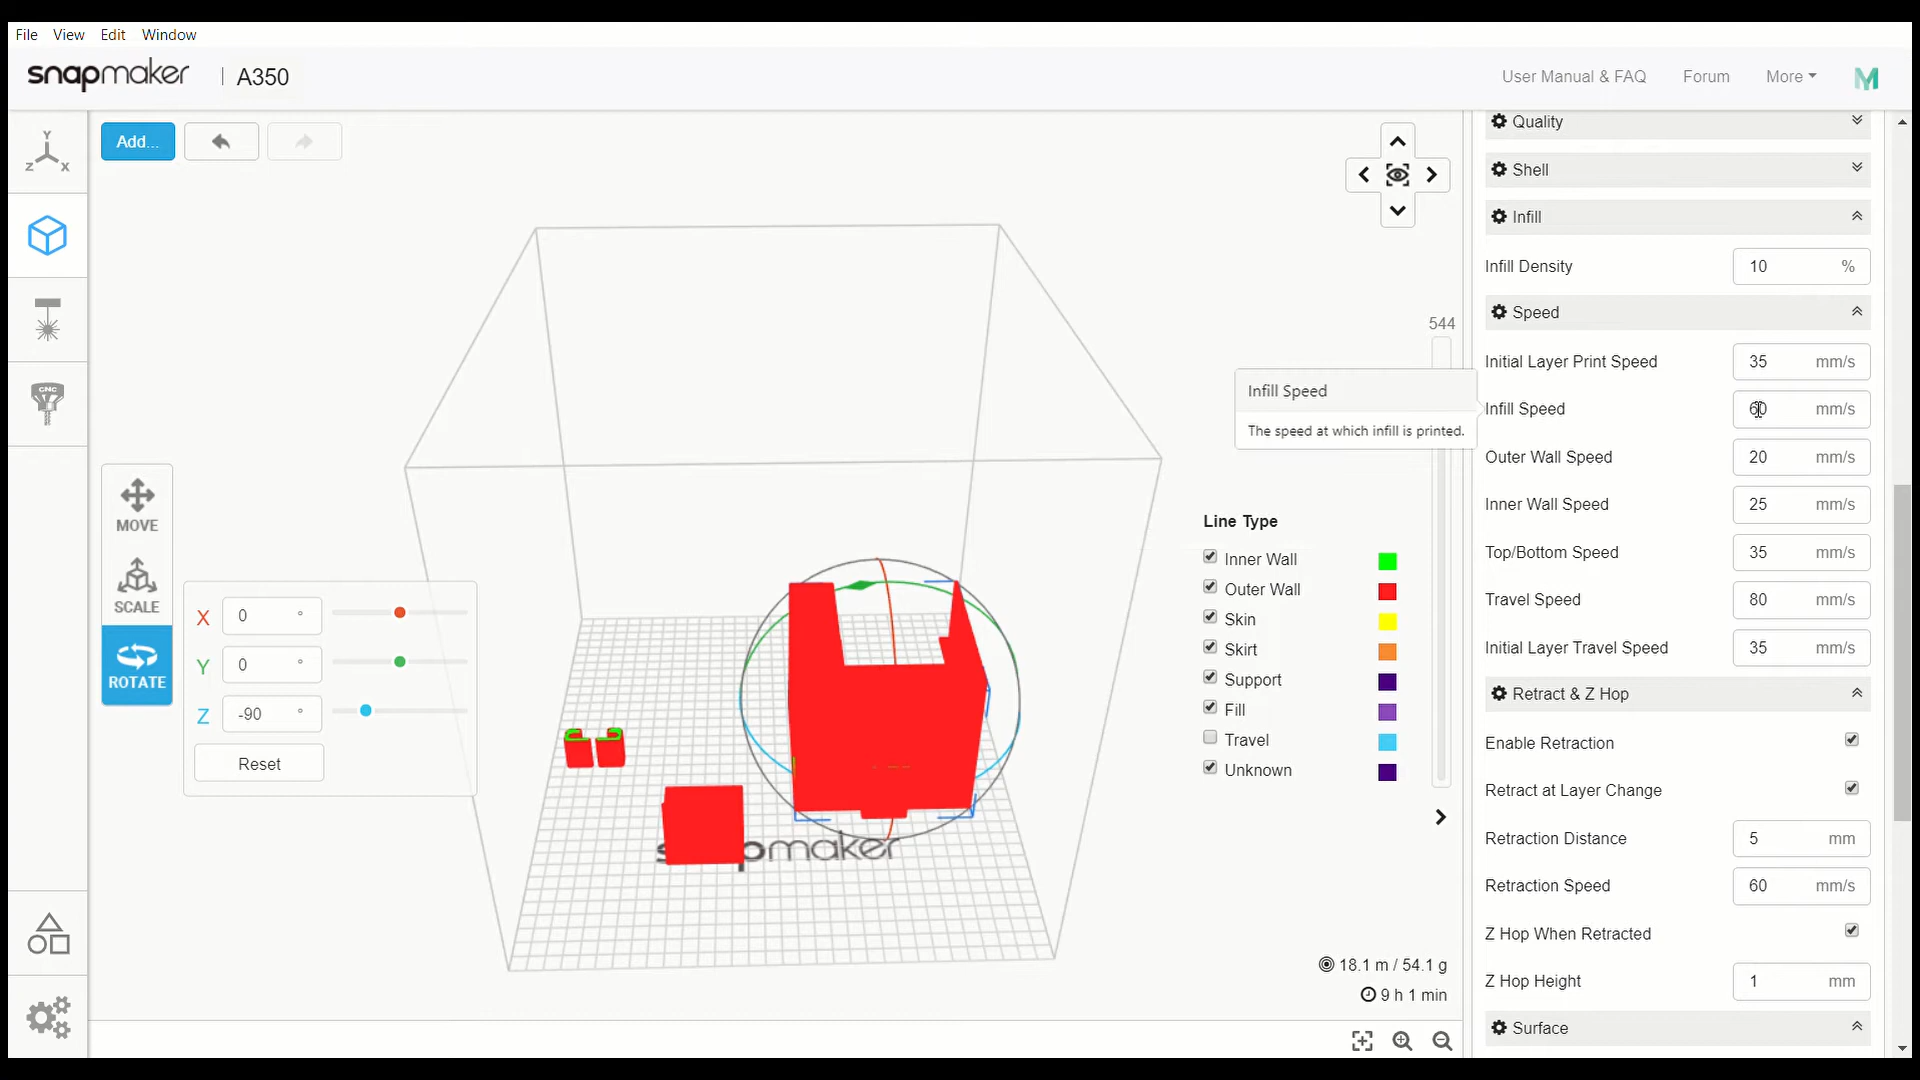 File View Edit Window
snapmaker | A350
User Manual & FAQ Forum More
Add...
Y
Z X
CNC
MOVE
SCALE
ROTATE
X 0 °
Y 0 °
Z -90 °
Reset
544
Infill Speed
The speed at which infill is printed.
Line Type
Inner Wall
Outer Wall
Skin
Skirt
Support
Fill
Travel
Unknown
snapmaker
18.1 m / 54.1 g
9 h 1 min
Quality
Shell
Infill
Infill Density 10 %
Speed
Initial Layer Print Speed 35 mm/s
Infill Speed 60 mm/s
Outer Wall Speed 20 mm/s
Inner Wall Speed 25 mm/s
Top/Bottom Speed 35 mm/s
Travel Speed 80 mm/s
Initial Layer Travel Speed 35 mm/s
Retract & Z Hop
Enable Retraction
Retract at Layer Change
Retraction Distance 5 mm
Retraction Speed 60 mm/s
Z Hop When Retracted
Z Hop Height 1 mm
Surface